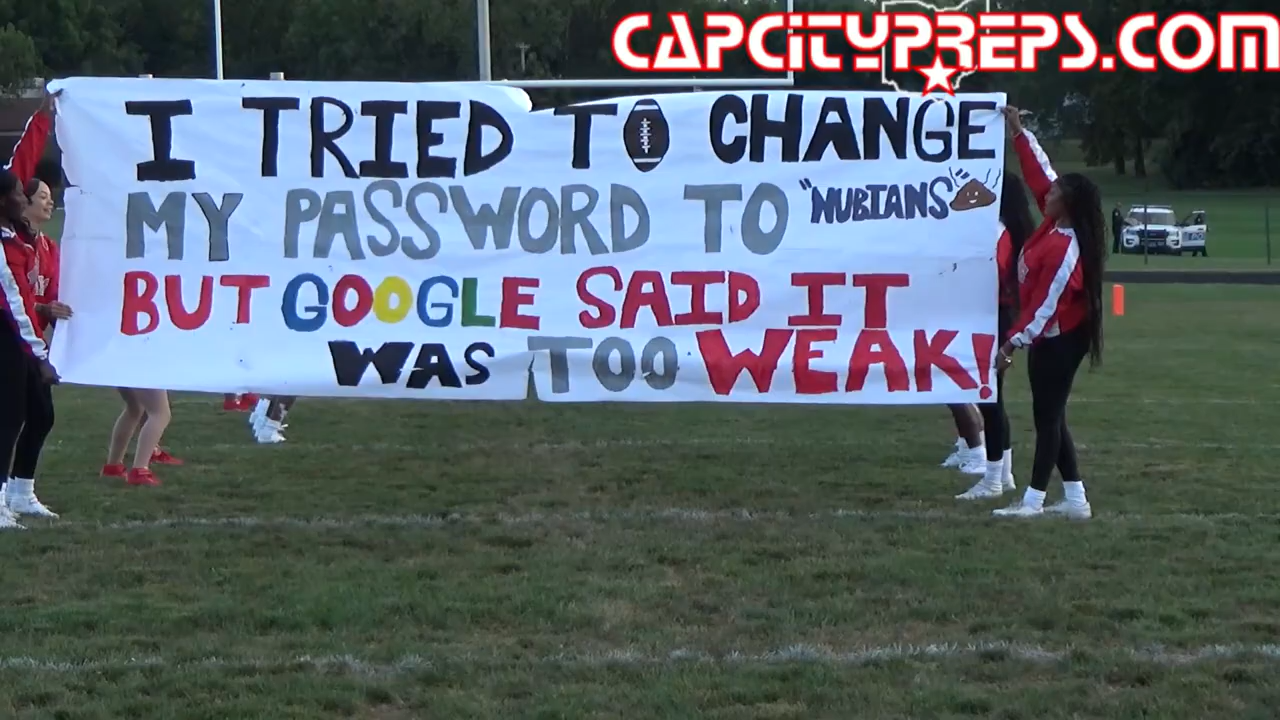 CAPCITYPREPS.COM
I TRIED TO CHANGE
MY PASSWORD TO "NUBIANS
BUT GOOGLE SAID IT
WAS TOO WEAK!